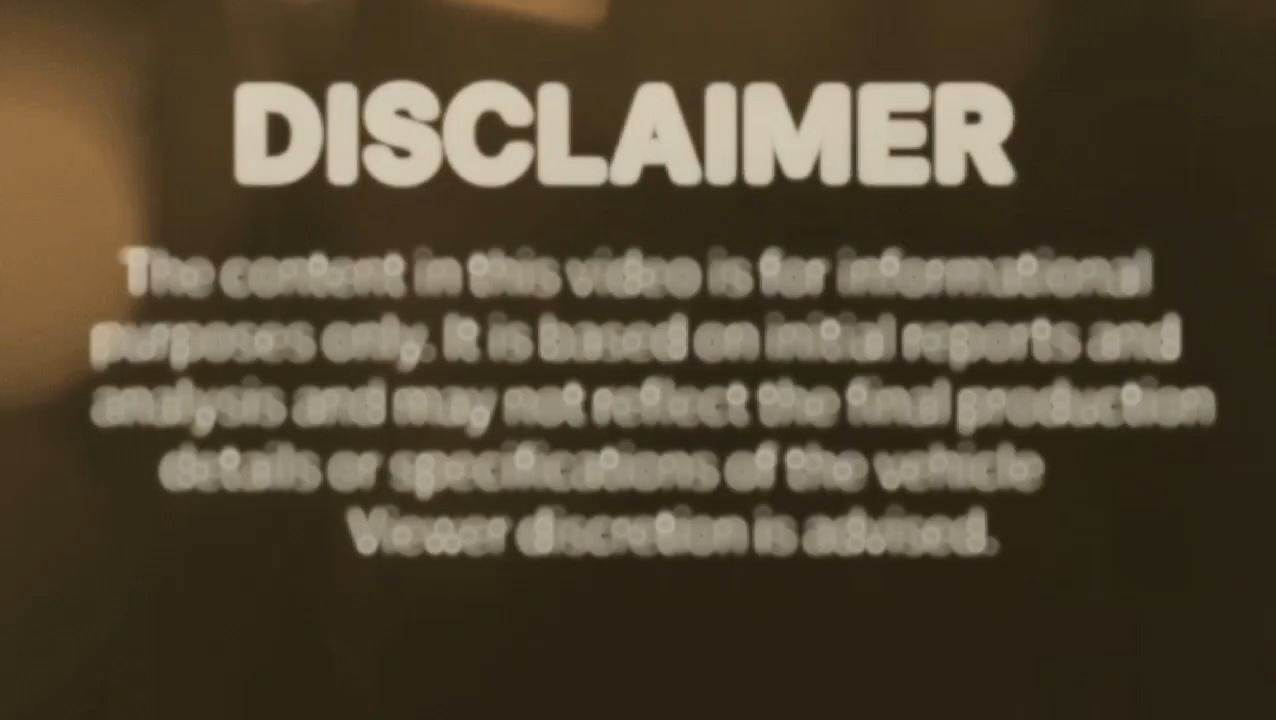 DISCLAIMER
The content in this video is for informational
purposes only. It is based on initial reports and
analysis and may not reflect the final production
details or specifications of the vehicle
Viewer discretion is advised.